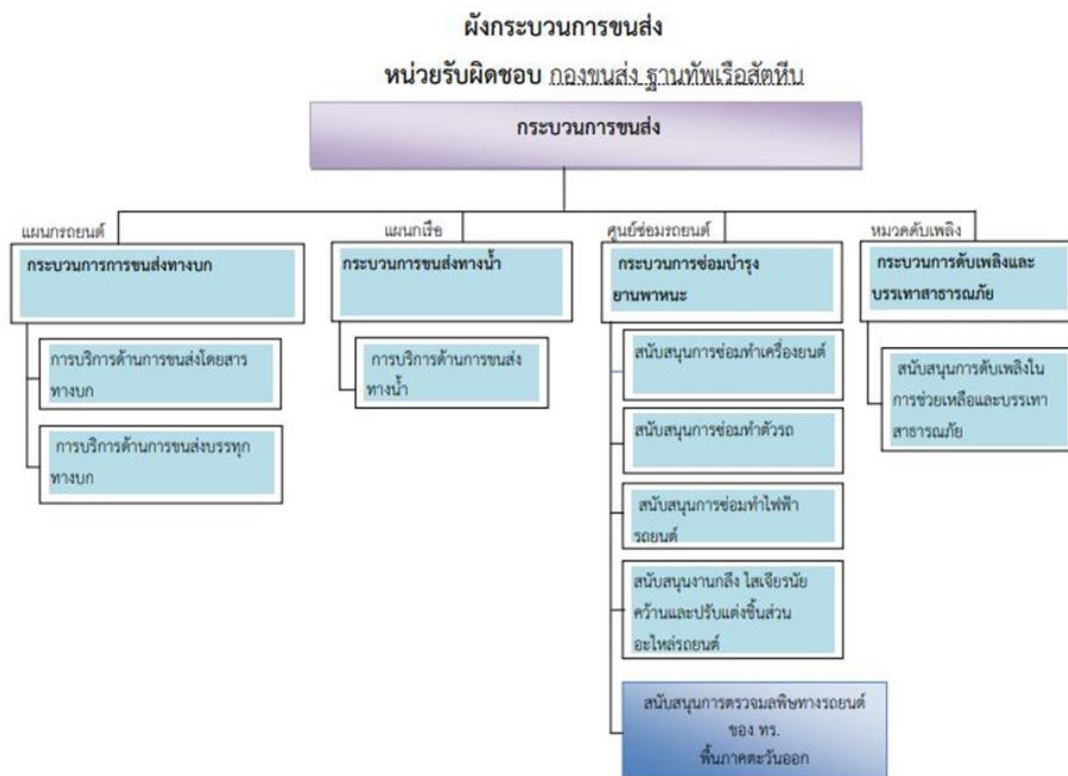 ผังกระบวนการขนส่ง
หน่วยรับผิดชอบ กองขนส่ง ฐานทัพเรือสัตหีบ
กระบวนการขนส่ง
แผนกรถยนต์
กระบวนการการขนส่งทางบก
การบริการด้านการขนส่งโดยสาร
ทางบก
การบริการด้านการขนส่งบรรทุก
ทางบก
แผนกเรือ
กระบวนการขนส่งทางน้ำ
การบริการด้านการขนส่ง
ทางน้ำ
ศูนย์ซ่อมรถยนต์
กระบวนการซ่อมบำรุง
ยานพาหนะ
สนับสนุนการซ่อมทำเครื่องยนต์
สนับสนุนการซ่อมทำตัวรถ
สนับสนุนการซ่อมทำไฟฟ้า
รถยนต์
สนับสนุนงานกลึง ใสเจียรนัย
คว้านและปรับแต่งชิ้นส่วน
อะไหล่รถยนต์
สนับสนุนการตรวจมลพิษทางรถยนต์
ของ ทร.
พื้นภาคตะวันออก
หมวดดับเพลิง
กระบวนการดับเพลิงและ
บรรเทาสาธารณภัย
สนับสนุนการดับเพลิงใน
การช่วยเหลือและบรรเทา
สาธารณภัย